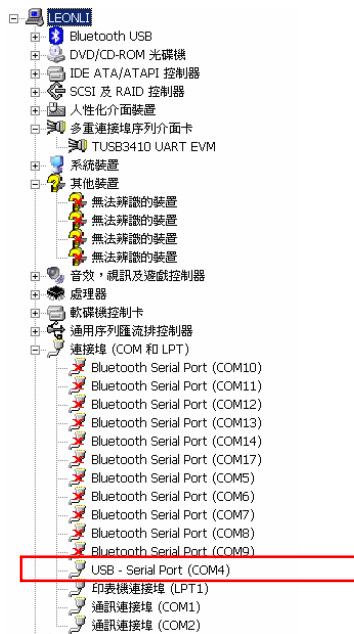 LEONLI
Bluetooth USB
DVD/CD-ROM 光碟機
IDE ATA/ATAPI 控制器
SCSI 及 RAID 控制器
人性化介面裝置
多重連接埠序列介面卡
TUSB3410 UART EVM
系統裝置
其他裝置
無法辨識的裝置
無法辨識的裝置
無法辨識的裝置
無法辨識的裝置
音效，視訊及遊戲控制器
處理器
軟碟機控制卡
通用序列匯流排控制器
連接埠 (COM 和 LPT)
Bluetooth Serial Port (COM10)
Bluetooth Serial Port (COM11)
Bluetooth Serial Port (COM12)
Bluetooth Serial Port (COM13)
Bluetooth Serial Port (COM14)
Bluetooth Serial Port (COM17)
Bluetooth Serial Port (COM5)
Bluetooth Serial Port (COM6)
Bluetooth Serial Port (COM7)
Bluetooth Serial Port (COM8)
Bluetooth Serial Port (COM9)
USB - Serial Port (COM4)
印表機連接埠 (LPT1)
通訊連接埠 (COM1)
通訊連接埠 (COM2)